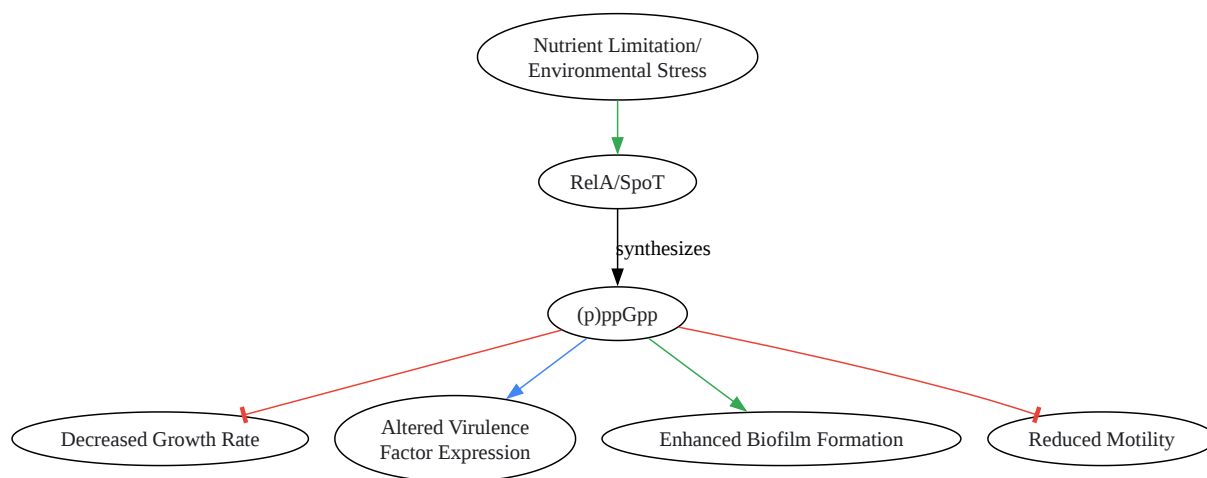 Nutrient Limitation/
Environmental Stress
RelA/SpoT
synthesizes
(p)ppGpp
Decreased Growth Rate
Altered Virulence
Factor Expression
Enhanced Biofilm Formation
Reduced Motility